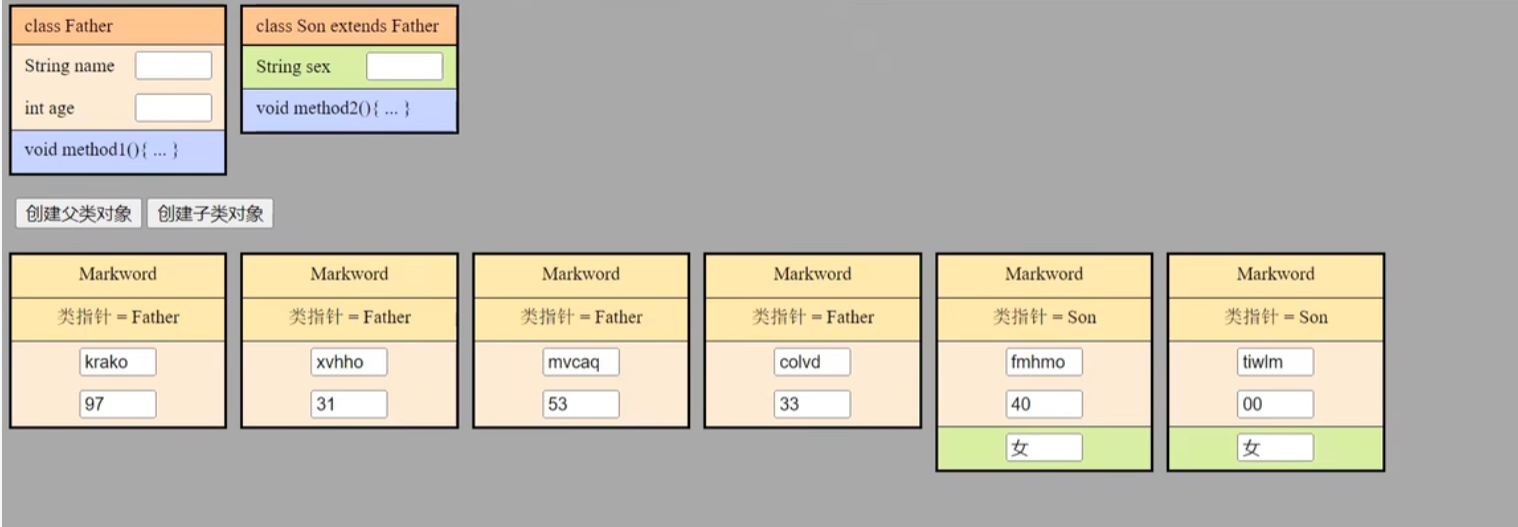 class Father
String name
int age
void method1(){ ... }
class Son extends Father
String sex
void method2(){ ... }
创建父类对象 创建子类对象
Markword
类指针 = Father
krako
97
Markword
类指针 = Father
xvhho
31
Markword
类指针 = Father
mvcaq
53
Markword
类指针 = Father
colvd
33
Markword
类指针 = Son
fmhmo
40
女
Markword
类指针 = Son
tiwlm
00
女